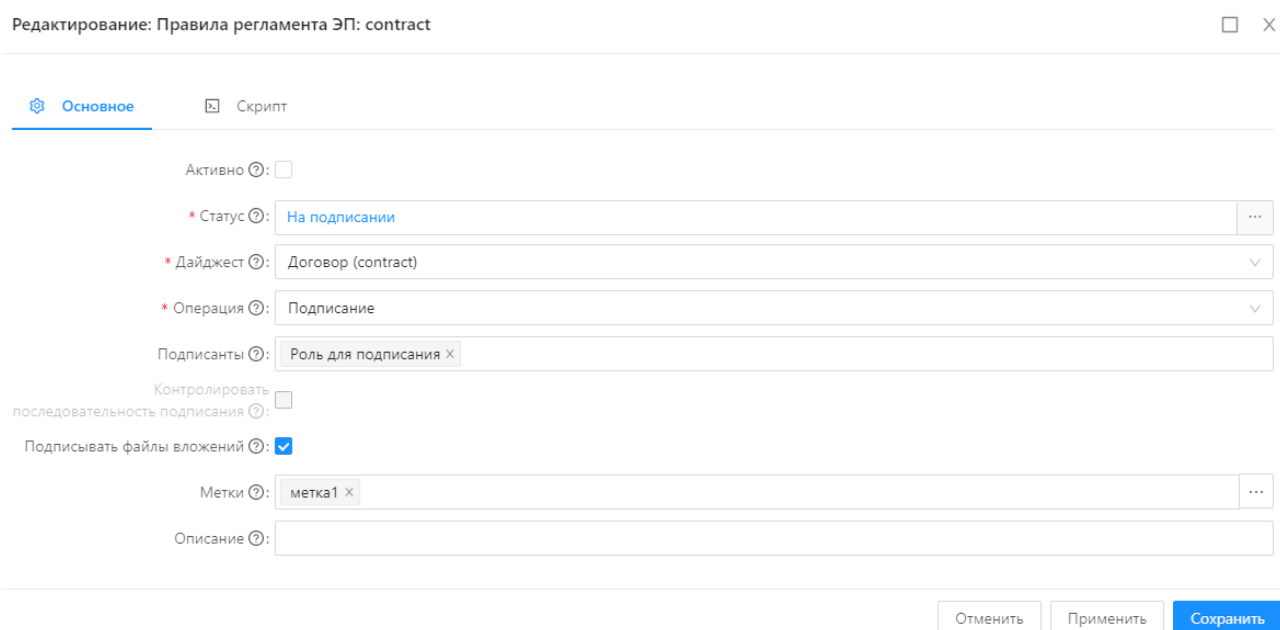 Редактирование: Правила регламента ЭП: contract
Основное Скрипт
Активно ?:
* Статус ?: На подписании ...
* Дайджест ?: Договор (contract)
* Операция ?: Подписание
Подписанты ?: Роль для подписания ×
Контролировать
последовательность подписания ?:
Подписывать файлы вложений ?:
Метки ?: метка1 × ...
Описание ?:
Отменить Применить Сохранить